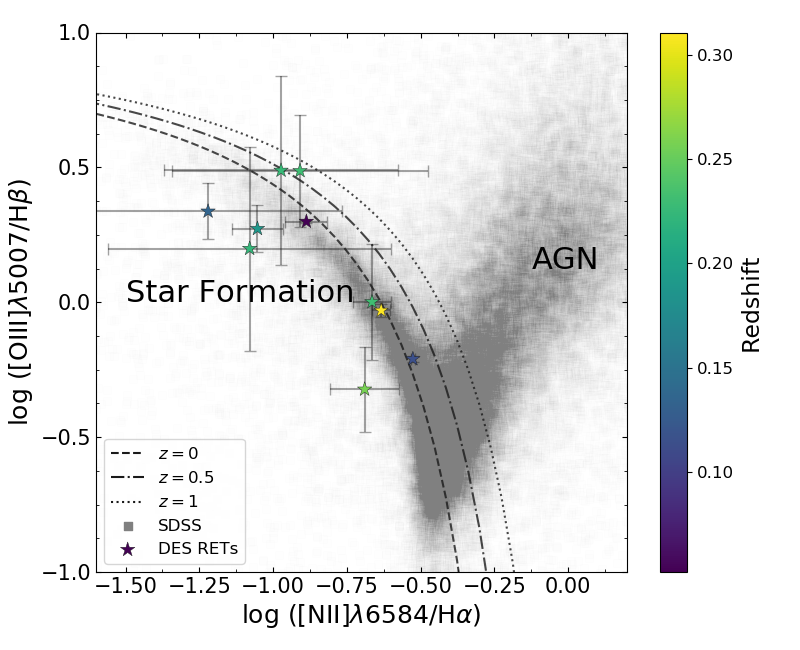 1.0
0.5
0.0
−0.5
−1.0
log ([OIII]λ5007/Hβ)
Star Formation
AGN
z = 0
z = 0.5
z = 1
SDSS
DES RETs
−1.50 −1.25 −1.00 −0.75 −0.50 −0.25 0.00
log ([NII]λ6584/Hα)
0.30
0.25
0.20
0.15
0.10
Redshift